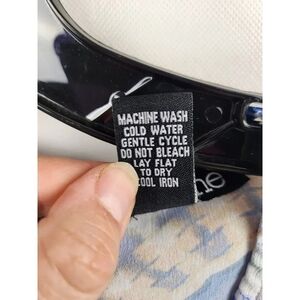 MACHINE WASH
COLD WATER
GENTLE CYCLE
DO NOT BLEACH
LAY FLAT
TO DRY
COOL IRON